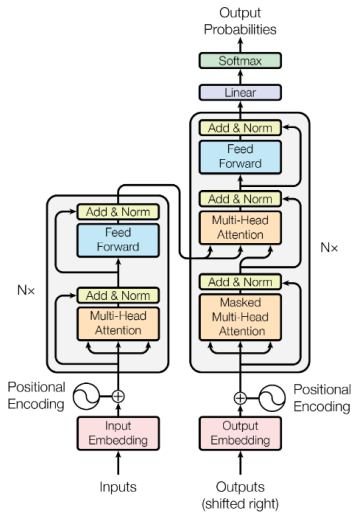 Output
Probabilities
Softmax
Linear
Add & Norm
Feed
Forward
Add & Norm
Multi-Head
Attention
Add & Norm
Masked
Multi-Head
Attention
Nx
Add & Norm
Feed
Forward
Add & Norm
Multi-Head
Attention
Nx
Positional
Encoding
Positional
Encoding
Input
Embedding
Output
Embedding
Inputs
Outputs
(shifted right)